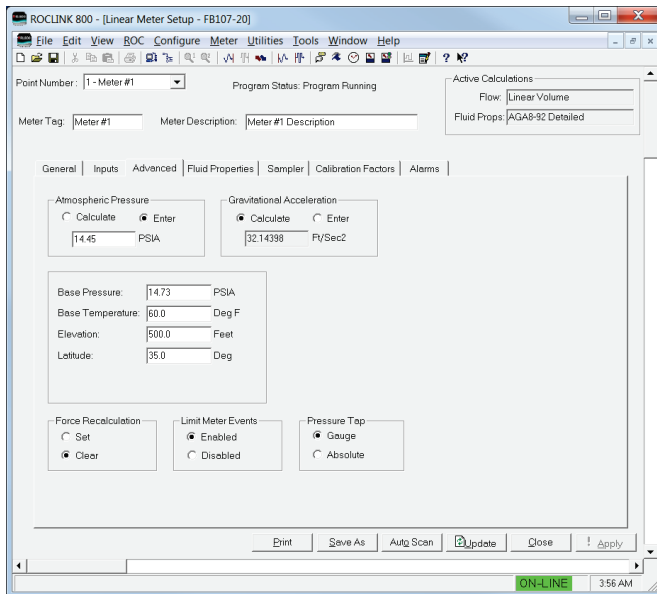 ROCLINK 800 - [Linear Meter Setup - FB107-20]
File Edit View ROC Configure Meter Utilities Tools Window Help
Point Number : 1 - Meter #1
Program Status: Program Running
Active Calculations
Flow: Linear Volume
Fluid Props: AGA8-92 Detailed
Meter Tag: Meter #1 Meter Description: Meter #1 Description
General Inputs Advanced Fluid Properties Sampler Calibration Factors Alarms
Atmospheric Pressure
Calculate Enter
14.45 PSIA
Gravitational Acceleration
Calculate Enter
32.14398 Ft/Sec2
Base Pressure: 14.73 PSIA
Base Temperature: 60.0 Deg F
Elevation: 500.0 Feet
Latitude: 35.0 Deg
Force Recalculation
Set
Clear
Limit Meter Events
Enabled
Disabled
Pressure Tap
Gauge
Absolute
Print Save As Auto Scan Update Close ! Apply
ON-LINE 3:56 AM